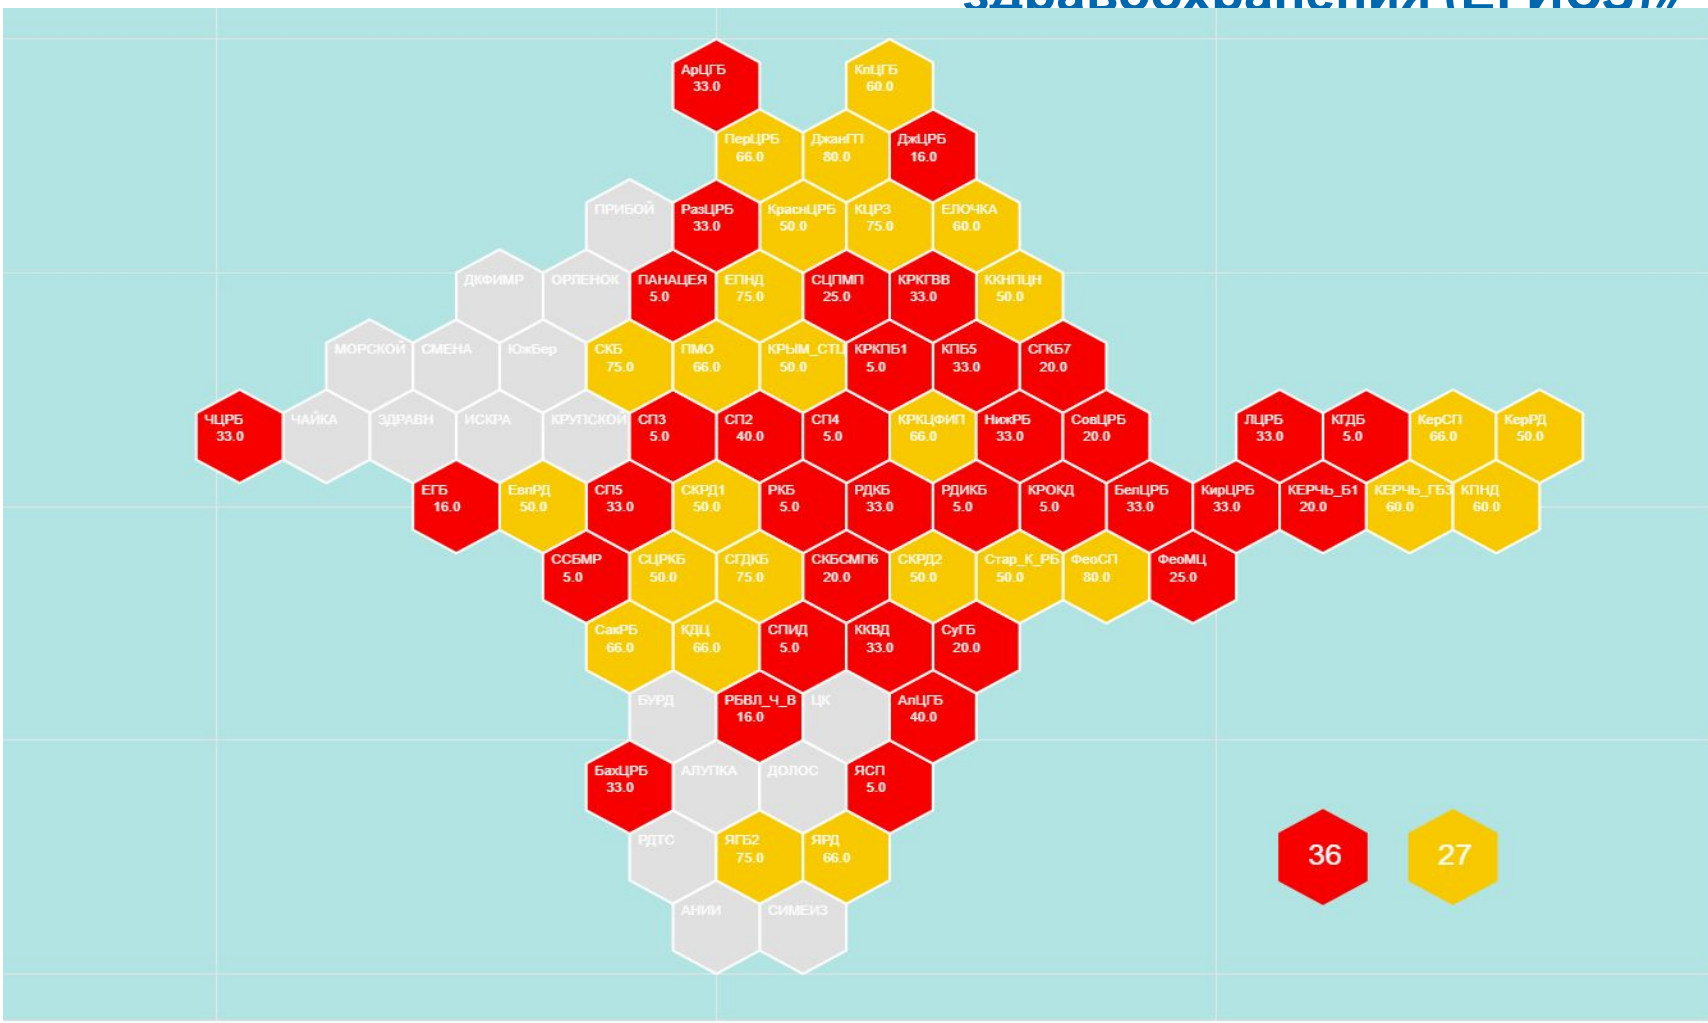 здравоохранения (ЕГИСЗ)»
АрЦГБ
33.0
КпЦГБ
60.0
ПерЦРБ
66.0
ДжанГП
80.0
ДжЦРБ
16.0
ПРИБОЙ
РазЦРБ
33.0
КраснЦРБ
50.0
КЦРЗ
75.0
ЕЛОЧКА
60.0
ДКФИМР
ОРЛЕНОК
ПАНАЦЕЯ
5.0
ЕПНД
75.0
СЦПМП
25.0
КРКГВВ
33.0
ККНПЦН
50.0
МОРСКОЙ
СМЕНА
ЮжБер
СКБ
75.0
ПМО
66.0
КРЫМ_СТЦ
50.0
КРКПБ1
5.0
КПБ5
33.0
СГКБ7
20.0
ЧЦРБ
33.0
ЧАЙКА
ЗДРАВН
ИСКРА
КРУПСКОЙ
СП3
5.0
СП2
40.0
СП4
5.0
КРКЦФИП
66.0
НижРБ
33.0
СовЦРБ
20.0
ЛЦРБ
33.0
КГДБ
5.0
КерСП
66.0
КерРД
50.0
ЕГБ
16.0
ЕвпРД
50.0
СП5
33.0
СКРД1
50.0
РКБ
5.0
РДКБ
33.0
РДИКБ
5.0
КРОКД
5.0
БелЦРБ
33.0
КирЦРБ
33.0
КЕРЧЬ_Б1
20.0
КЕРЧЬ_ГБ3
60.0
КПНД
60.0
ССБМР
5.0
СЦРКБ
50.0
СГДКБ
75.0
СКБСМП6
20.0
СКРД2
50.0
Стар_К_РБ
50.0
ФеоСП
80.0
ФеоМЦ
25.0
СакРБ
66.0
КДЦ
66.0
СПИД
5.0
ККВД
33.0
СуГБ
20.0
БУРД
РБВЛ_Ч_В
16.0
ЦК
АлЦГБ
40.0
БахЦРБ
33.0
АЛУПКА
ДОЛОС
ЯСП
5.0
РДТС
ЯГБ2
75.0
ЯРД
66.0
36
27
АНИИ
СИМЕИЗ